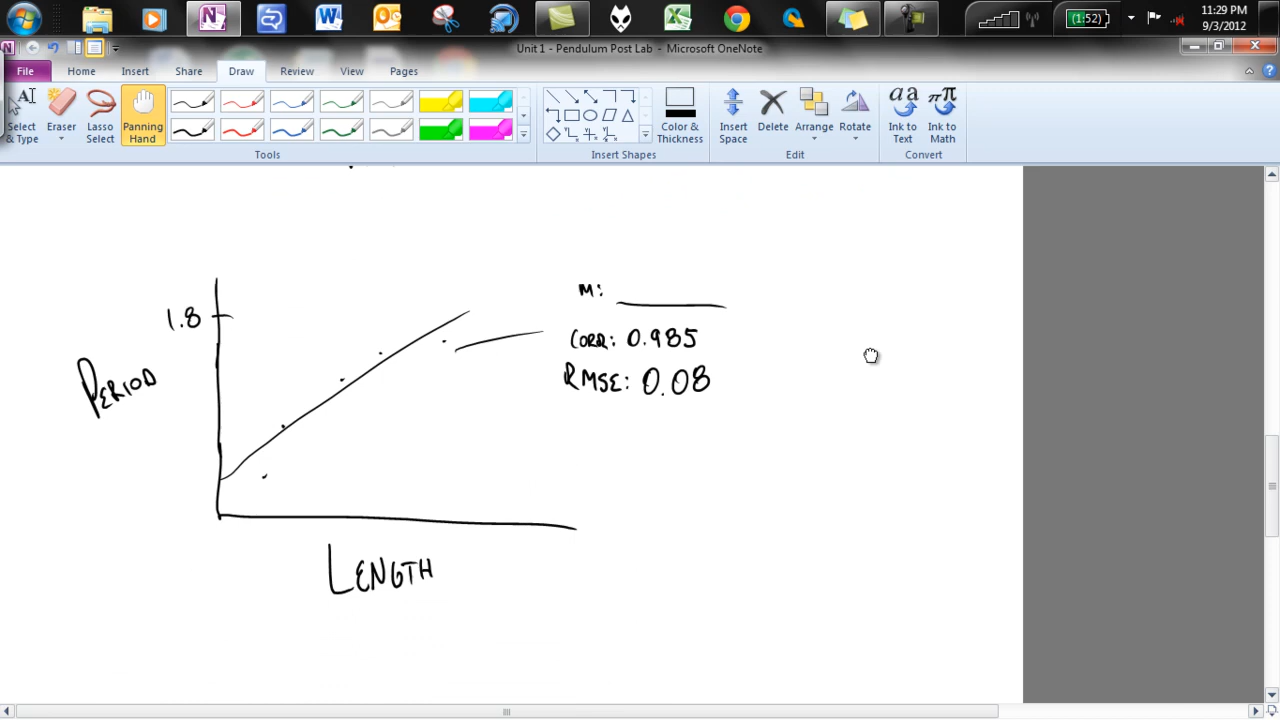 11:29 PM
(1:52)
9/3/2012
Unit 1 - Pendulum Post Lab - Microsoft OneNote
File Home Insert Share Draw Review View Pages
Select & Type
Eraser
Lasso Select
Panning Hand
Color & Thickness
Insert Space
Delete
Arrange
Rotate
Ink to Text
Ink to Math
Tools
Insert Shapes
Edit
Convert
M:
1.8
CORR: 0.985
PERIOD
RMSE: 0.08
LENGTH